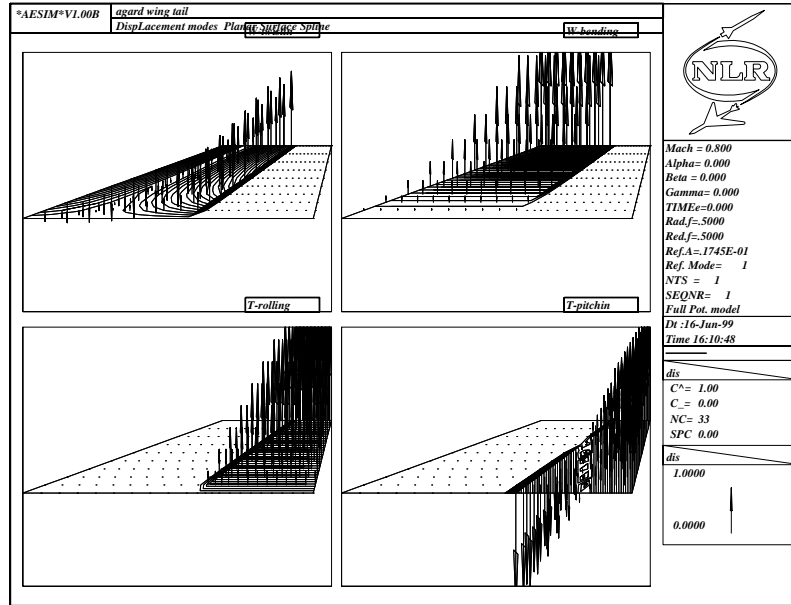 *AESIM*V1.00B
agard wing tail
DispLacement modes Planar Surface Spline
W-bending
T-rolling
T-pitchin
NLR
Mach = 0.800
Alpha= 0.000
Beta = 0.000
Gamma= 0.000
TIMEe=0.000
Rad.f=.5000
Red.f=.5000
Ref.A=.1745E-01
Ref. Mode= 1
NTS = 1
SEQNR= 1
Full Pot. model
Dt :16-Jun-99
Time 16:10:48
dis
C^= 1.00
C_= 0.00
NC= 33
SPC 0.00
dis
1.0000
0.0000